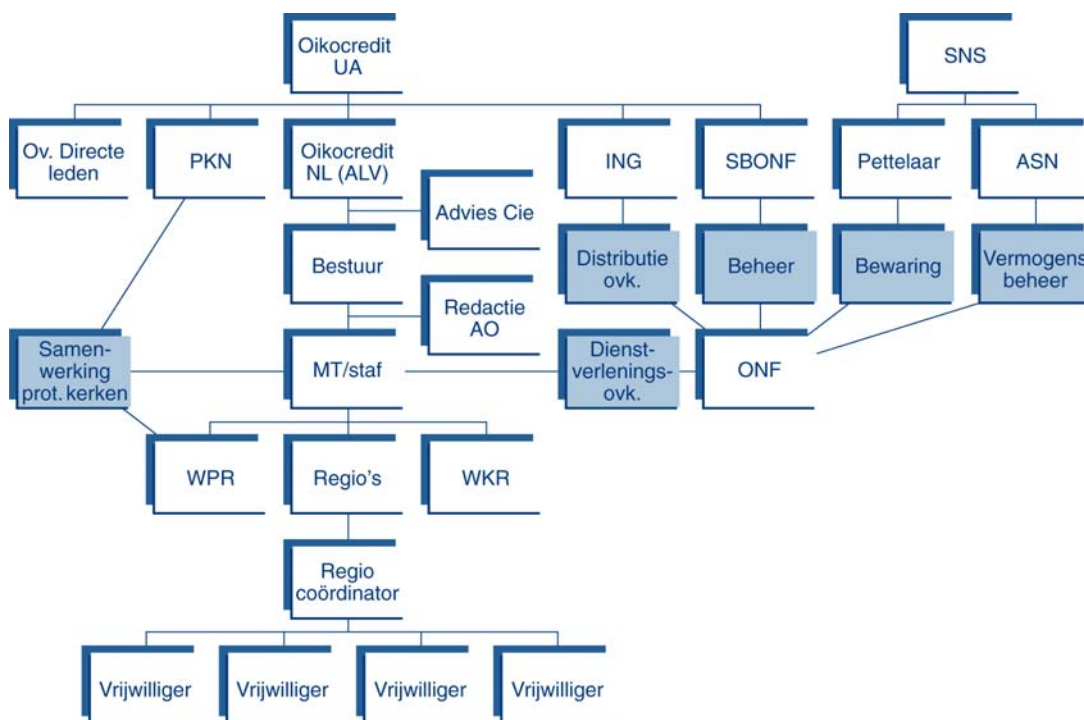 Oikocredit
UA
SNS
Ov. Directe
leden
PKN
Oikocredit
NL (ALV)
ING
SBONF
Pettelaar
ASN
Advies Cie
Bestuur
Distributie
ovk.
Beheer
Bewaring
Vermogens
beheer
Redactie
AO
Samen-
werking
prot. kerken
MT/staf
Dienst-
verlenings-
ovk.
ONF
WPR
Regio's
WKR
Regio
coördinator
Vrijwilliger
Vrijwilliger
Vrijwilliger
Vrijwilliger